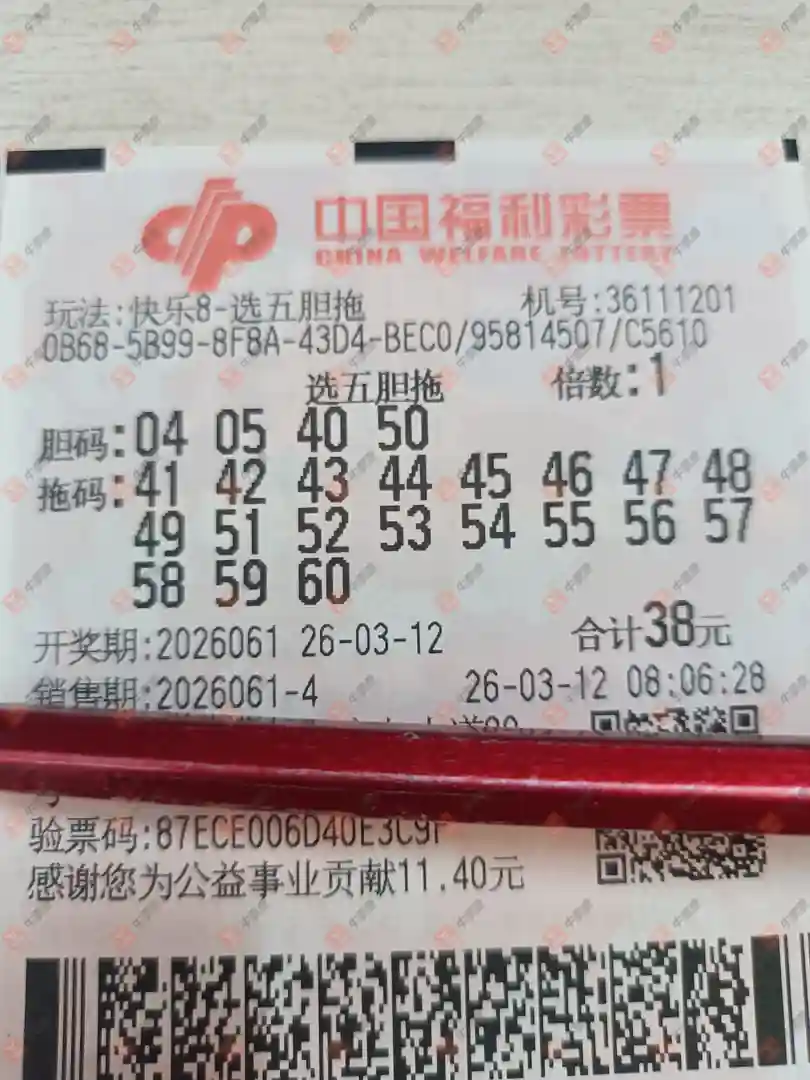 中国福利彩票
CHINA WELFARE LOTTERY
玩法:快乐8-选五胆拖 机号:36111201
0B68-5B99-8F8A-43D4-BEC0/95814507/C5610
选五胆拖 倍数:1
胆码:04 05 40 50
拖码:41 42 43 44 45 46 47 48
49 51 52 53 54 55 56 57
58 59 60
开奖期:2026061 26-03-12 合计38元
销售期:2026061-4 26-03-12 08:06:28
验票码:87ECE006D40E3C9F
感谢您为公益事业贡献11.40元